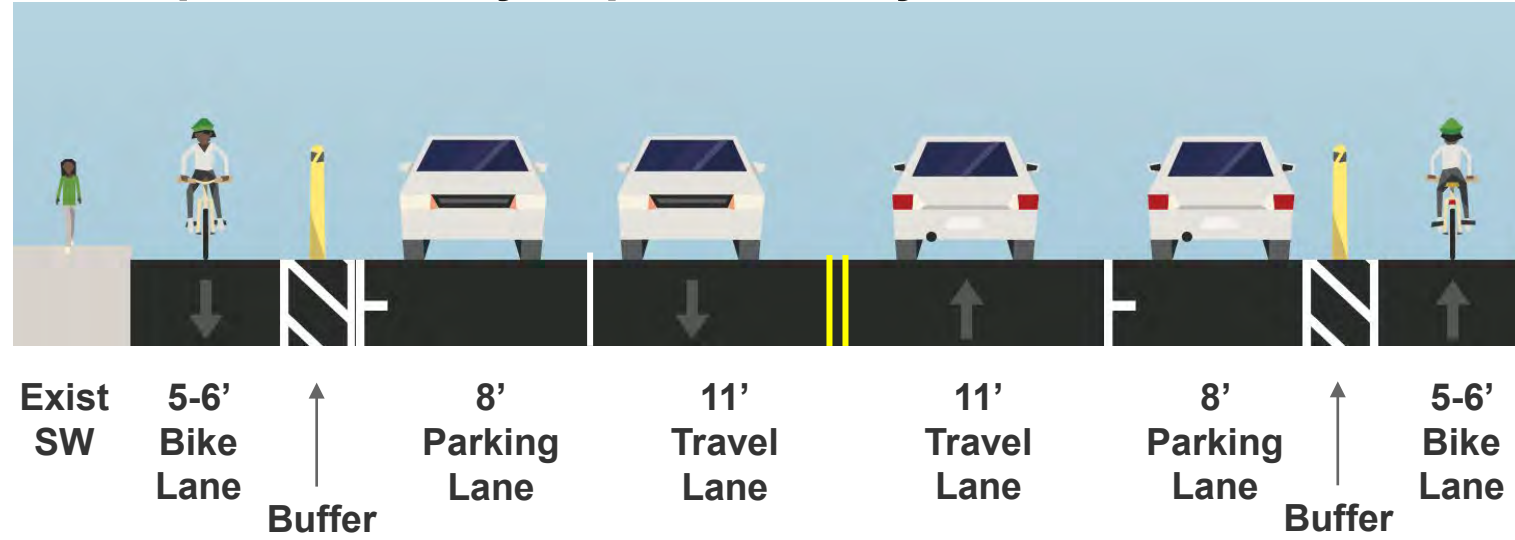 Exist
SW
5-6’
Bike
Lane
Buffer
8’
Parking
Lane
11’
Travel
Lane
11’
Travel
Lane
8’
Parking
Lane
Buffer
5-6’
Bike
Lane